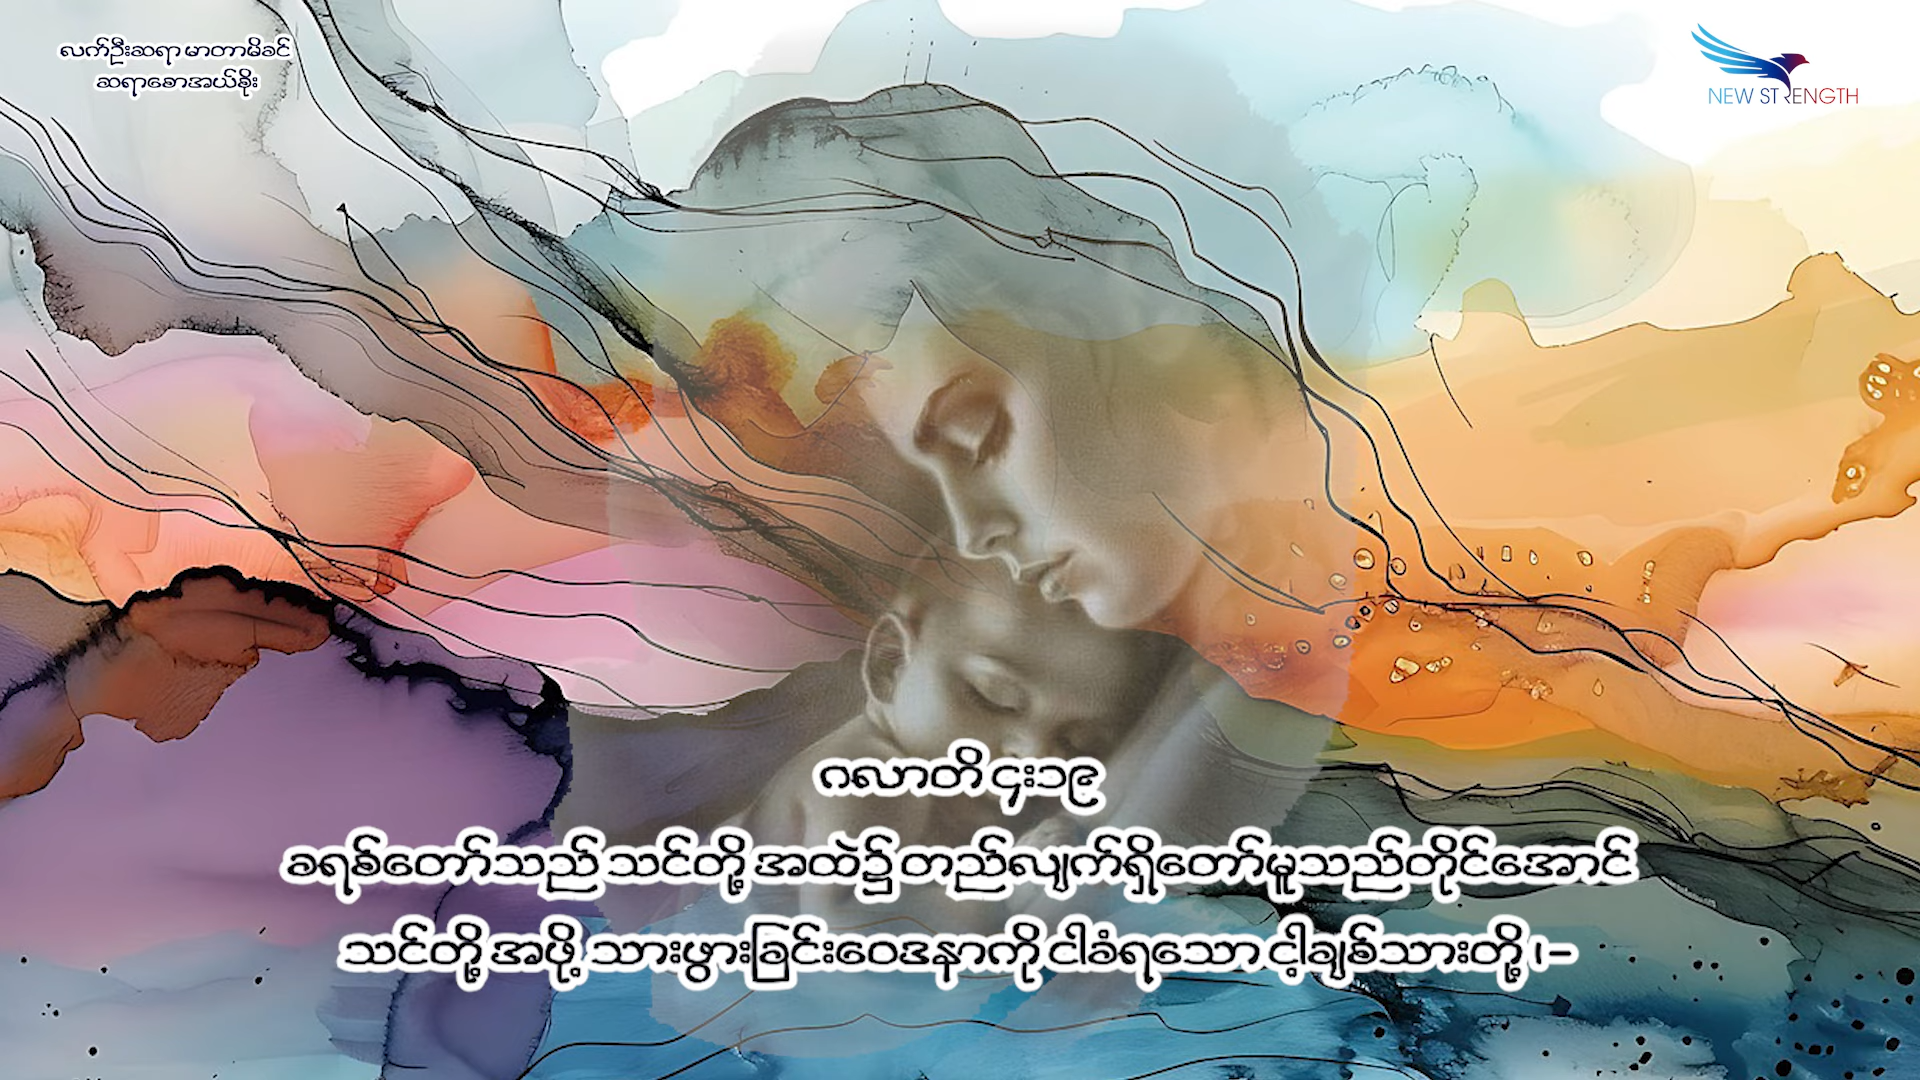 လက်ဦးဆရာ မာတာမိခင်
ဆရာစောအယ်ခိုး
NEW STRENGTH
ဂလာတိ ၄း၁၉
ခရစ်တော်သည် သင်တို့ အထဲ၌ တည်လျက်ရှိတော်မူသည်တိုင်အောင်
သင်တို့ အဖို့ သားဖွားခြင်းဝေဒနာကို ငါခံရသော ငါ့ချစ်သားတို့၊-